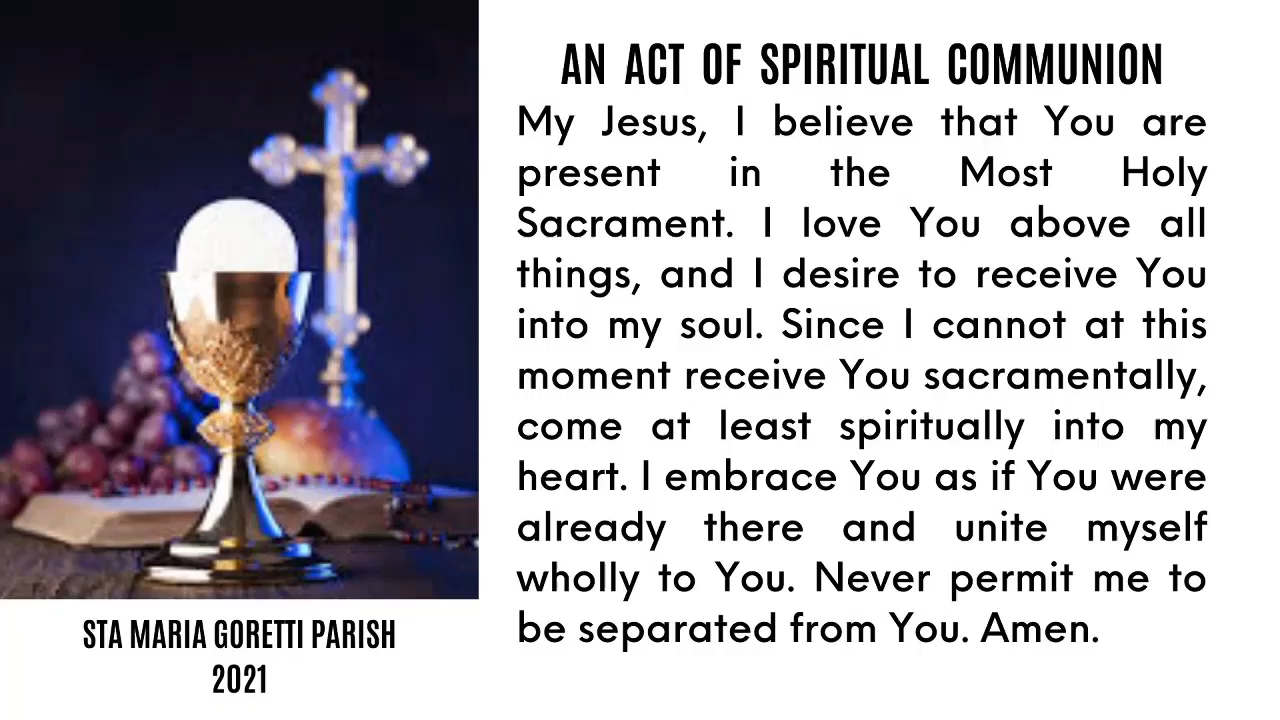 AN ACT OF SPIRITUAL COMMUNION
My Jesus, I believe that You are
present in the Most Holy
Sacrament. I love You above all
things, and I desire to receive You
into my soul. Since I cannot at this
moment receive You sacramentally,
come at least spiritually into my
heart. I embrace You as if You were
already there and unite myself
wholly to You. Never permit me to
be separated from You. Amen.
STA MARIA GORETTI PARISH
2021